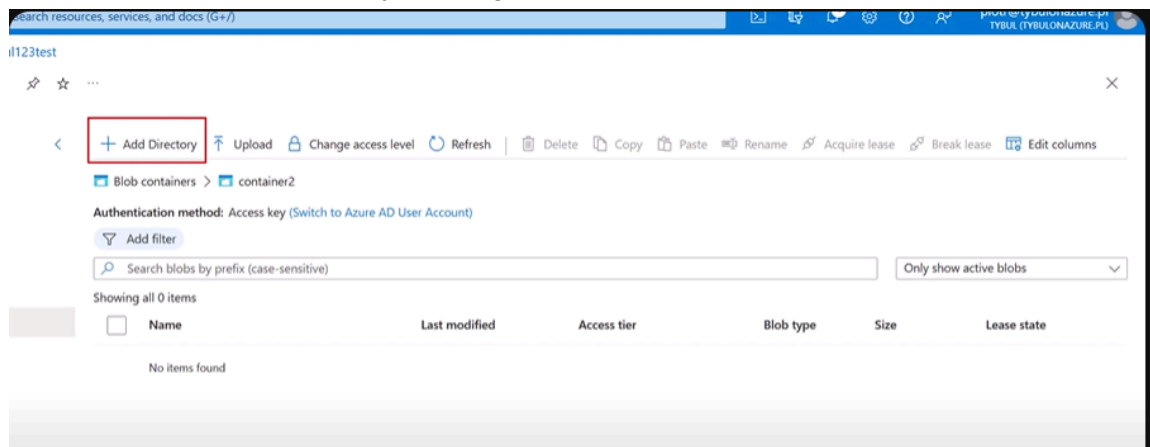 search resources, services, and docs (G+/)
TYBUL (TYBULONAZURE.PL)
l123test
...
+ Add Directory Upload Change access level Refresh | Delete Copy Paste Rename Acquire lease Break lease Edit columns
Blob containers > container2
Authentication method: Access key (Switch to Azure AD User Account)
Add filter
Search blobs by prefix (case-sensitive) Only show active blobs
Showing all 0 items
Name Last modified Access tier Blob type Size Lease state
No items found